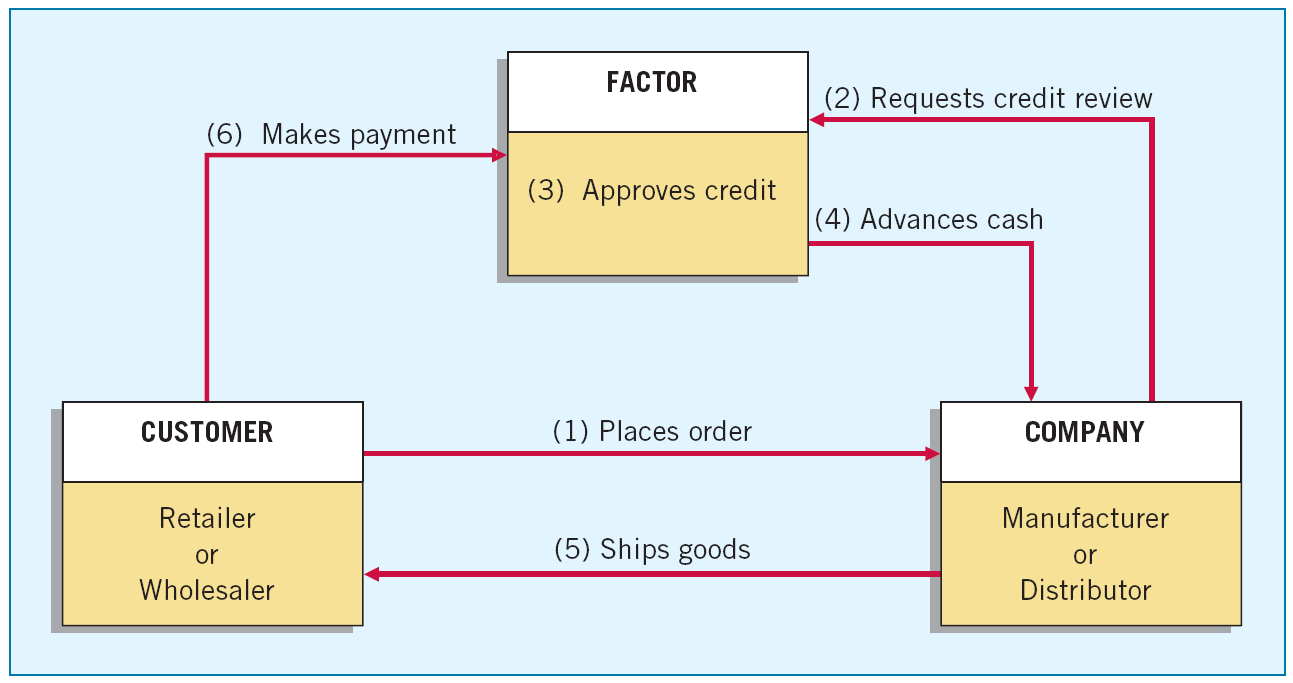 FACTOR
(2) Requests credit review
(6) Makes payment
(3) Approves credit
(4) Advances cash
CUSTOMER
(1) Places order
COMPANY
Retailer
or
Wholesaler
(5) Ships goods
Manufacturer
or
Distributor